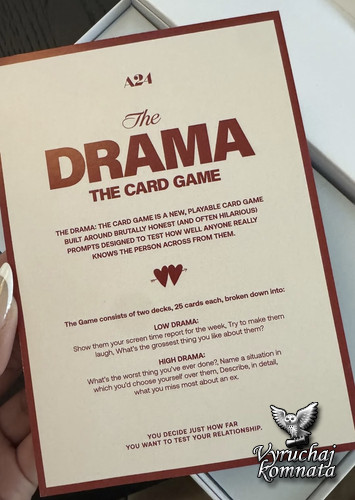 A24
The
DRAMA
THE CARD GAME
THE DRAMA: THE CARD GAME IS A NEW, PLAYABLE CARD GAME
BUILT AROUND BRUTALLY HONEST (AND OFTEN HILARIOUS)
PROMPTS DESIGNED TO TEST HOW WELL ANYONE REALLY
KNOWS THE PERSON ACROSS FROM THEM.
The Game consists of two decks, 25 cards each, broken down into:
LOW DRAMA:
Show them your screen time report for the week, Try to make them
laugh, What's the grossest thing you like about them?
HIGH DRAMA:
What's the worst thing you've ever done?, Name a situation in
which you'd choose yourself over them, Describe, in detail,
what you miss most about an ex.
YOU DECIDE JUST HOW FAR
YOU WANT TO TEST YOUR RELATIONSHIP.
Vyruchaj
komnata